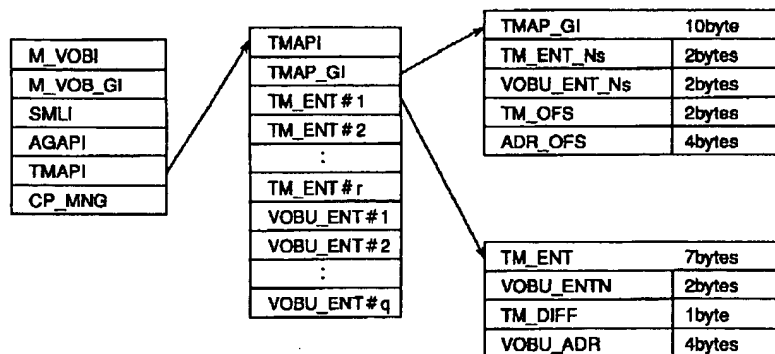 M_VOBI
M_VOB_GI
SMLI
AGAPI
TMAPI
CP_MNG
TMAPI
TMAP_GI
TM_ENT#1
TM_ENT#2
:
TM_ENT#r
VOBU_ENT#1
VOBU_ENT#2
:
VOBU_ENT#q
TMAP_GI 10byte
TM_ENT_Ns 2bytes
VOBU_ENT_Ns 2bytes
TM_OFS 2bytes
ADR_OFS 4bytes
TM_ENT 7bytes
VOBU_ENTN 2bytes
TM_DIFF 1byte
VOBU_ADR 4bytes